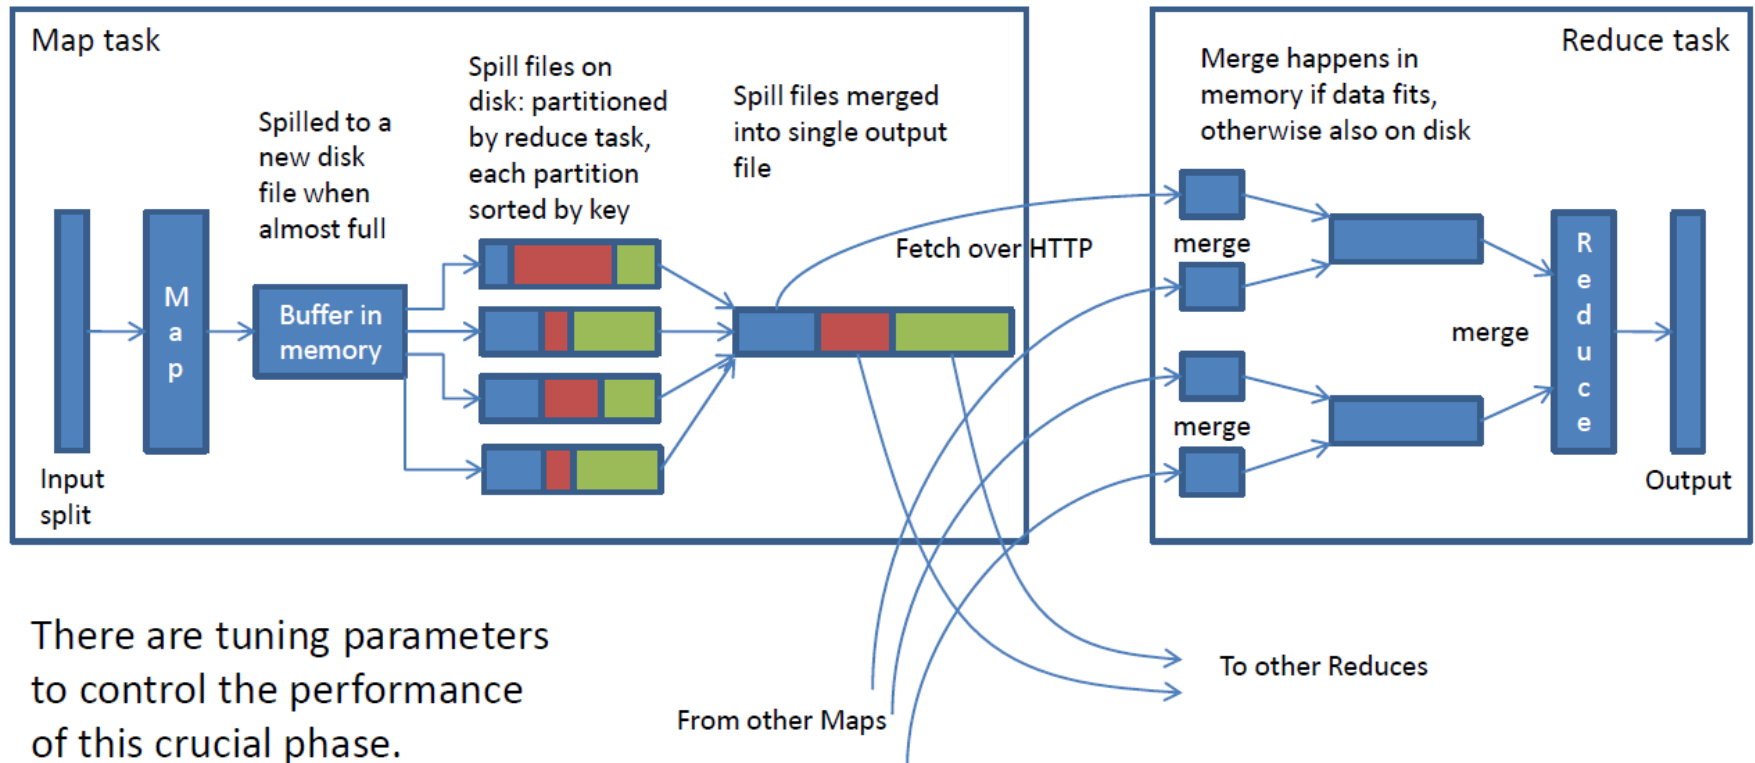 Map task
Reduce task
Spilled to a
new disk
file when
almost full
Spill files on
disk: partitioned
by reduce task,
each partition
sorted by key
Spill files merged
into single output
file
Merge happens in
memory if data fits,
otherwise also on disk
Input
split
Map
Buffer in
memory
Fetch over HTTP
merge
merge
merge
Reduce
Output
From other Maps
To other Reduces
There are tuning parameters
to control the performance
of this crucial phase.